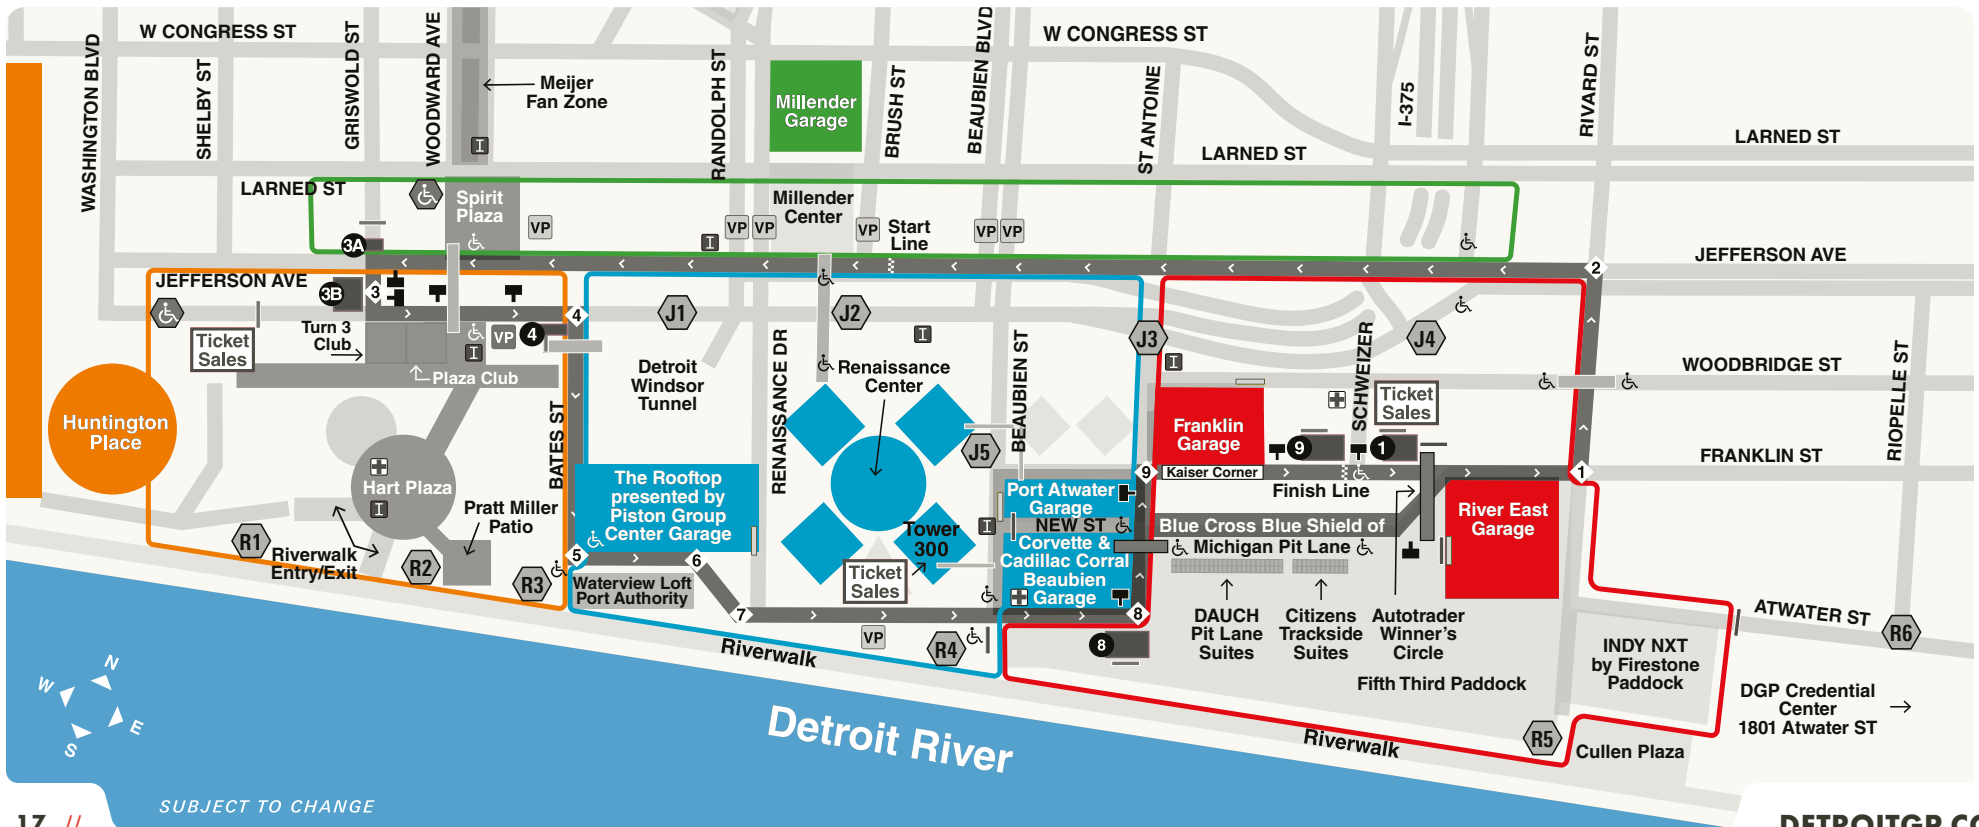 W CONGRESS ST
W CONGRESS ST
WASHINGTON BLVD
SHELBY ST
GRISWOLD ST
WOODWARD AVE
RANDOLPH ST
BRUSH ST
BEAUBIEN BLVD
ST ANTOINE
I-375
RIVARD ST
Meijer
Fan Zone
Millender
Garage
LARNED ST
LARNED ST
LARNED ST
I
Spirit
Plaza
Millender
Center
Start
Line
VP
VP
VP
VP
VP
VP
I
3A
JEFFERSON AVE
JEFFERSON AVE
2
3B
3
4
4
VP
I
Turn 3
Club
Ticket
Sales
Plaza Club
J1
J2
J3
J4
J5
I
I
Detroit
Windsor
Tunnel
RENAISSANCE DR
Renaissance
Center
BEAUBIEN ST
SCHWEIZER
WOODBRIDGE ST
RIOPELLE ST
Ticket
Sales
Huntington
Place
BATES ST
Franklin
Garage
9
1
9
Kaiser Corner
1
FRANKLIN ST
Finish Line
Hart Plaza
I
The Rooftop
presented by
Piston Group
Center Garage
Port Atwater
Garage
I
NEW ST
Corvette &
Cadillac Corral
Beaubien
Garage
Blue Cross Blue Shield of
Michigan Pit Lane
River East
Garage
Pratt Miller
Patio
Tower
300
Ticket
Sales
R1
Riverwalk
Entry/Exit
R2
R3
5
6
7
8
8
Waterview Loft
Port Authority
VP
R4
DAUCH
Pit Lane
Suites
Citizens
Trackside
Suites
Autotrader
Winner's
Circle
Fifth Third Paddock
ATWATER ST
R6
INDY NXT
by Firestone
Paddock
DGP Credential
Center
1801 Atwater ST
R5
Cullen Plaza
Riverwalk
Riverwalk
Detroit River
N
W
E
S
SUBJECT TO CHANGE
17 //
DETROITGP.CO